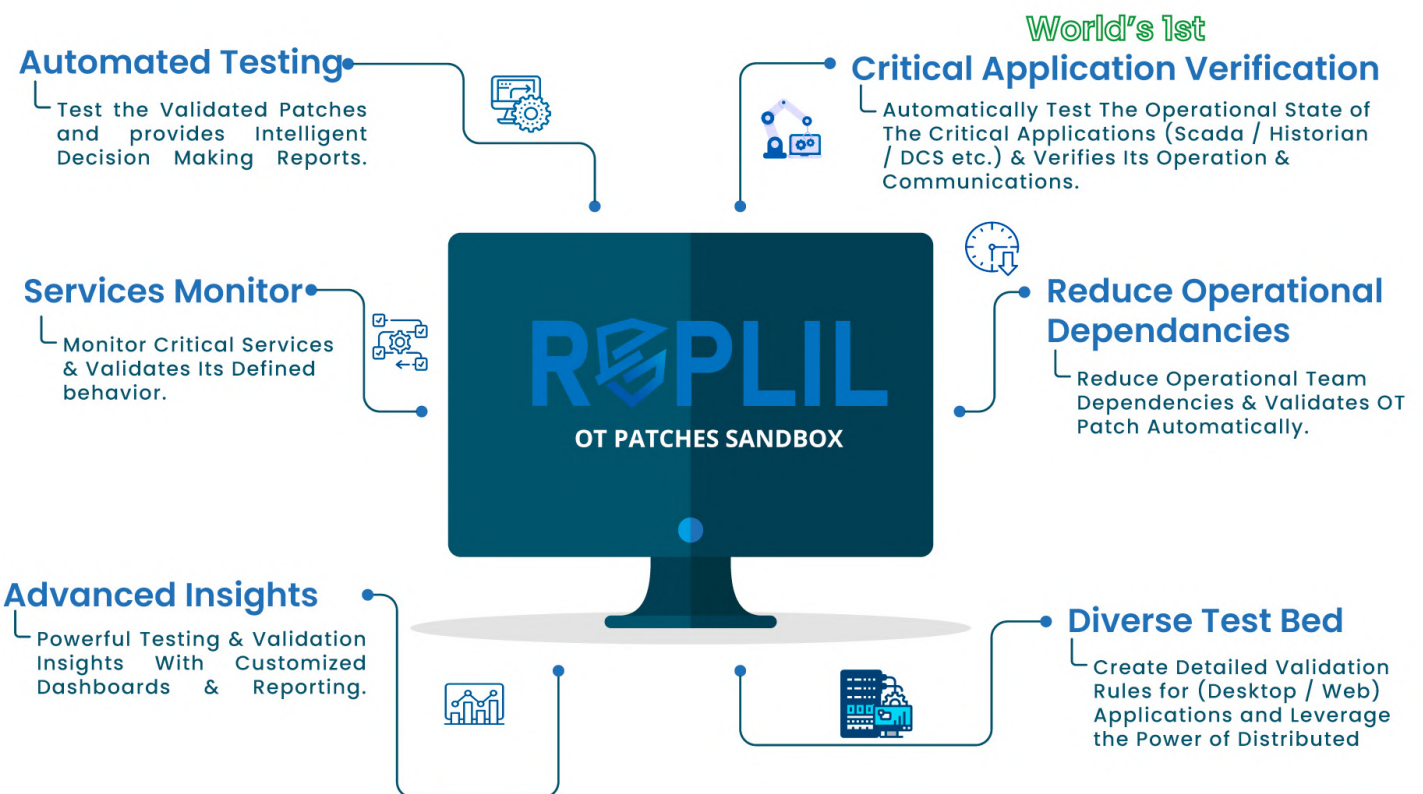 World's 1st
Automated Testing
Test the Validated Patches
and provides Intelligent
Decision Making Reports.
Critical Application Verification
Automatically Test The Operational State of
The Critical Applications (Scada / Historian
/ DCS etc.) & Verifies Its Operation &
Communications.
Services Monitor
Monitor Critical Services
& Validates Its Defined
behavior.
Reduce Operational
Dependancies
Reduce Operational Team
Dependencies & Validates OT
Patch Automatically.
OT PATCHES SANDBOX
Advanced Insights
Powerful Testing & Validation
Insights With Customized
Dashboards & Reporting.
Diverse Test Bed
Create Detailed Validation
Rules for (Desktop / Web)
Applications and Leverage
the Power of Distributed